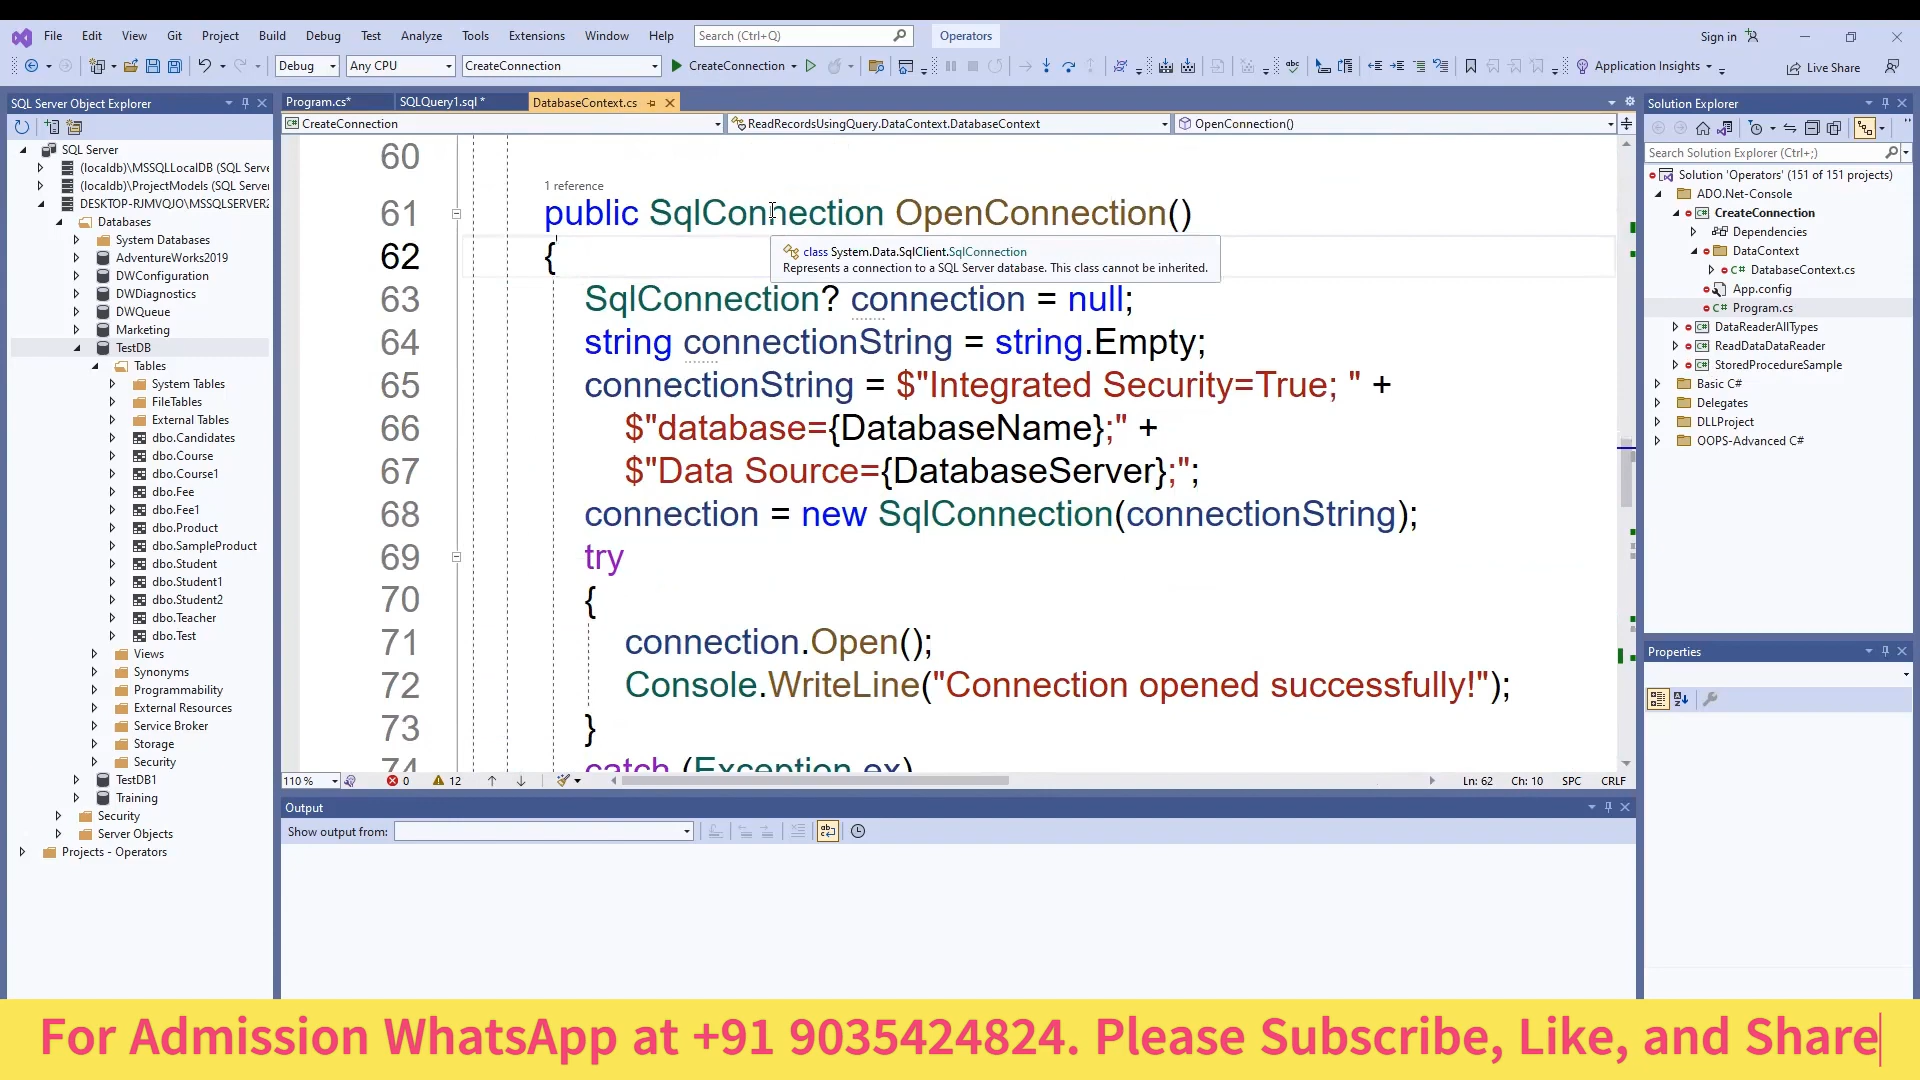 File Edit View Git Project Build Debug Test Analyze Tools Extensions Window Help Search (Ctrl+Q) Operators Sign in
Debug Any CPU CreateConnection CreateConnection Application Insights Live Share
SQL Server Object Explorer
SQL Server
(localdb)\MSSQLLocalDB (SQL Serve
(localdb)\ProjectModels (SQL Server
DESKTOP-RJMVQJO\MSSQLSERVER2
Databases
System Databases
AdventureWorks2019
DWConfiguration
DWDiagnostics
DWQueue
Marketing
TestDB
Tables
System Tables
FileTables
External Tables
dbo.Candidates
dbo.Course
dbo.Course1
dbo.Fee
dbo.Fee1
dbo.Product
dbo.SampleProduct
dbo.Student
dbo.Student1
dbo.Student2
dbo.Teacher
dbo.Test
Views
Synonyms
Programmability
External Resources
Service Broker
Storage
Security
TestDB1
Training
Security
Server Objects
Projects - Operators
Program.cs* SQLQuery1.sql * DatabaseContext.cs
CreateConnection ReadRecordsUsingQuery.DataContext.DatabaseContext OpenConnection()
60
1 reference
61 public SqlConnection OpenConnection()
62 {
class System.Data.SqlClient.SqlConnection
Represents a connection to a SQL Server database. This class cannot be inherited.
63 SqlConnection? connection = null;
64 string connectionString = string.Empty;
65 connectionString = $"Integrated Security=True; " +
66 $"database={DatabaseName};" +
67 $"Data Source={DatabaseServer};";
68 connection = new SqlConnection(connectionString);
69 try
70 {
71 connection.Open();
72 Console.WriteLine("Connection opened successfully!");
73 }
74 catch (Exception ex)
110 % 0 12 Ln: 62 Ch: 10 SPC CRLF
Output
Show output from:
Solution Explorer
Search Solution Explorer (Ctrl+;)
Solution 'Operators' (151 of 151 projects)
ADO.Net-Console
CreateConnection
Dependencies
DataContext
DatabaseContext.cs
App.config
Program.cs
DataReaderAllTypes
ReadDataDataReader
StoredProcedureSample
Basic C#
Delegates
DLLProject
OOPS-Advanced C#
Properties
For Admission WhatsApp at +91 9035424824. Please Subscribe, Like, and Share